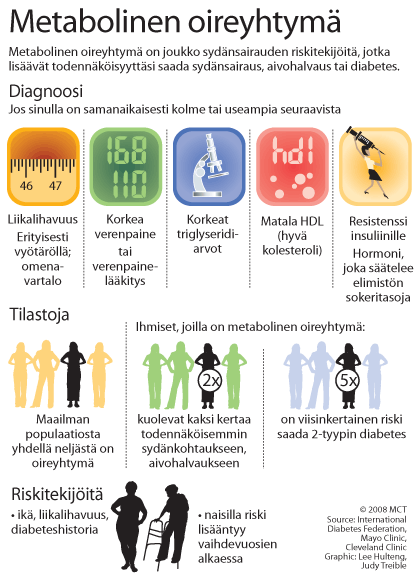 Metabolinen oireyhtymä
Metabolinen oireyhtymä on joukko sydänsairauden riskitekijöitä, jotka
lisäävät todennäköisyyttäsi saada sydänsairaus, aivohalvaus tai diabetes.
Diagnoosi
Jos sinulla on samanaikaisesti kolme tai useampia seuraavista
46 47
Liikalihavuus
Erityisesti
vyötäröllä;
omena-
vartalo
168
110
Korkea
verenpaine
tai
verenpaine-
lääkitys
Korkeat
triglyseridi-
arvot
hdl
Matala HDL
(hyvä
kolesteroli)
Resistenssi
insuliinille
Hormoni,
joka säätelee
elimistön
sokeritasoja
Tilastoja
Maailman
populaatiosta
yhdellä neljästä on
oireyhtymä
Ihmiset, joilla on metabolinen oireyhtymä:
2x
kuolevat kaksi kertaa
todennäköisemmin
sydänkohtaukseen,
aivohalvaukseen
5x
on viisinkertainen riski
saada 2-tyypin diabetes
Riskitekijöitä
• ikä, liikalihavuus,
diabeteshistoria
• naisilla riski
lisääntyy
vaihdevuosien
alkaessa
© 2008 MCT
Source: International
Diabetes Federation,
Mayo Clinic,
Cleveland Clinic
Graphic: Lee Hulteng,
Judy Treible